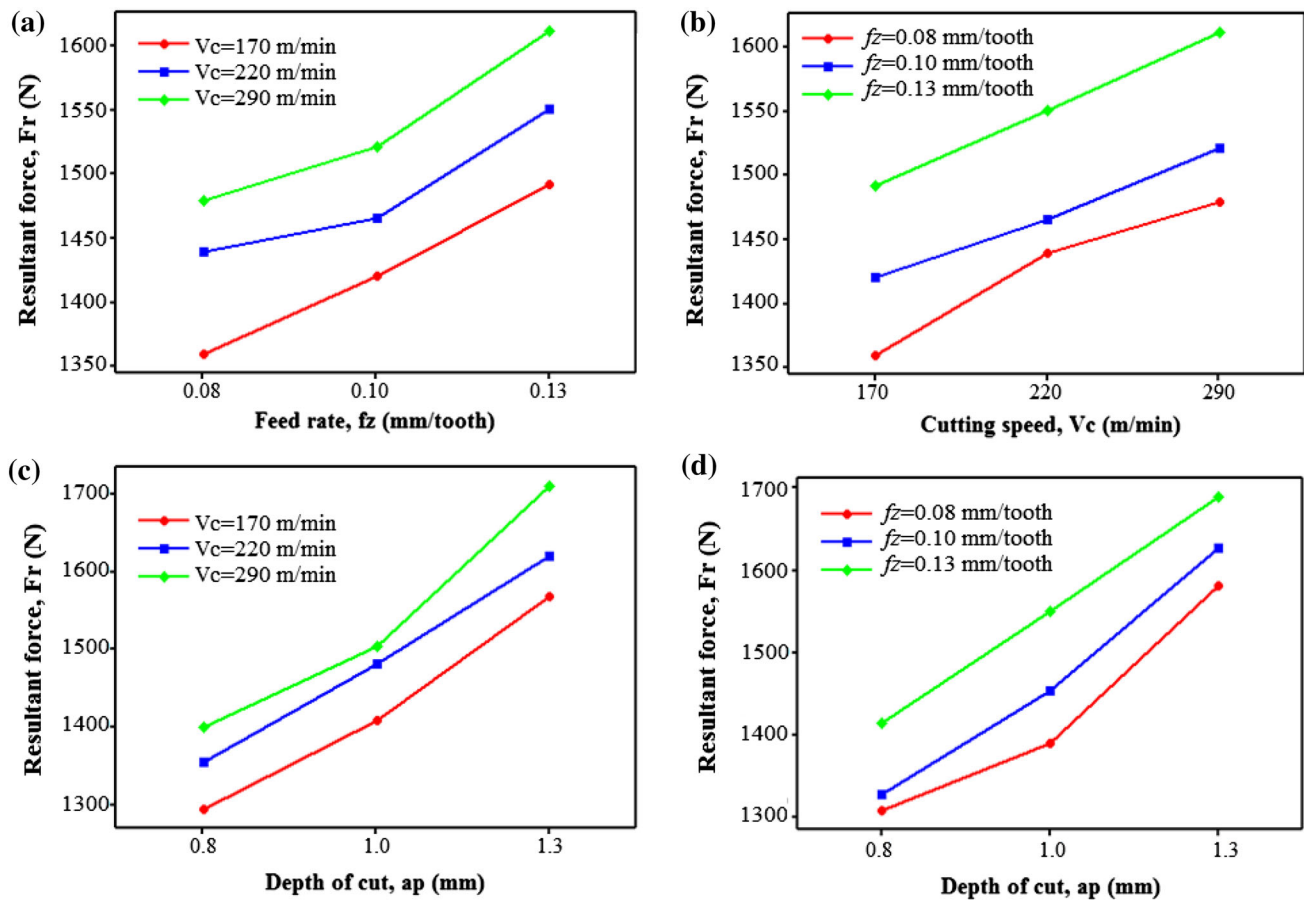 (a)
Resultant force, Fr (N)
1600
1550
1500
1450
1400
1350
Vc=170 m/min
Vc=220 m/min
Vc=290 m/min
0.08 0.10 0.13
Feed rate, fz (mm/tooth)
(b)
Resultant force, Fr (N)
1600
1550
1500
1450
1400
1350
fz=0.08 mm/tooth
fz=0.10 mm/tooth
fz=0.13 mm/tooth
170 220 290
Cutting speed, Vc (m/min)
(c)
Resultant force, Fr (N)
1700
1600
1500
1400
1300
Vc=170 m/min
Vc=220 m/min
Vc=290 m/min
0.8 1.0 1.3
Depth of cut, ap (mm)
(d)
Resultant force, Fr (N)
1700
1600
1500
1400
1300
fz=0.08 mm/tooth
fz=0.10 mm/tooth
fz=0.13 mm/tooth
0.8 1.0 1.3
Depth of cut, ap (mm)